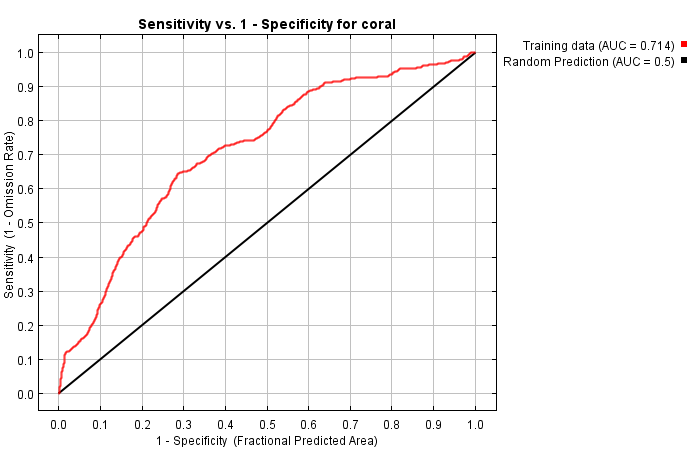 Sensitivity vs. 1 - Specificity for coral
Training data (AUC = 0.714)
Random Prediction (AUC = 0.5)
Sensitivity (1 - Omission Rate)
1.0
0.9
0.8
0.7
0.6
0.5
0.4
0.3
0.2
0.1
0.0
0.0 0.1 0.2 0.3 0.4 0.5 0.6 0.7 0.8 0.9 1.0
1 - Specificity (Fractional Predicted Area)